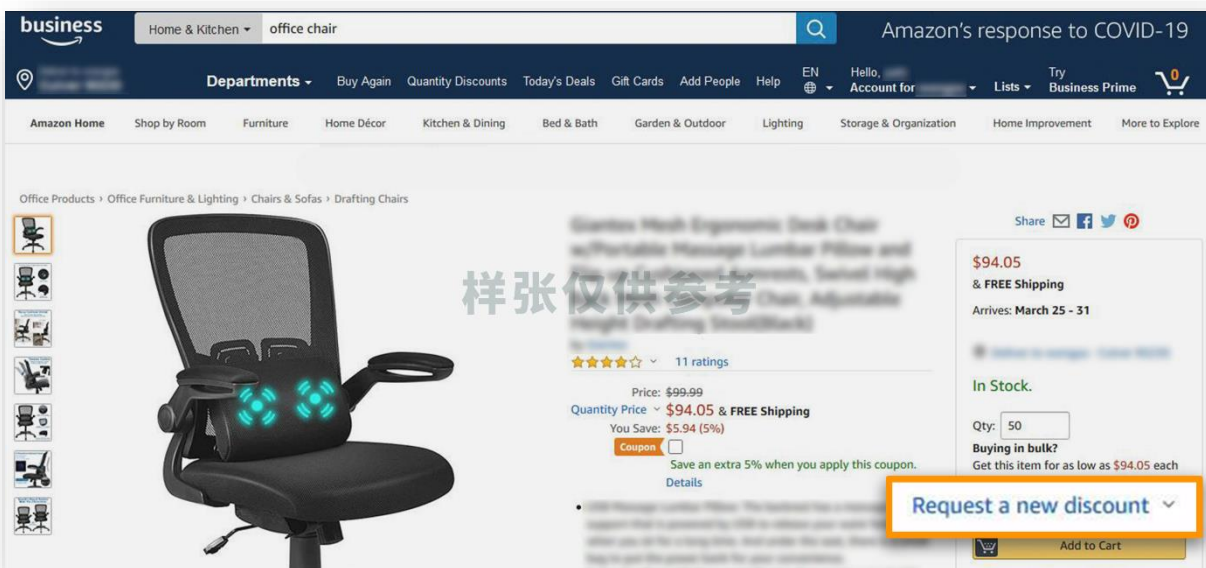 business
Home & Kitchen
office chair
Amazon's response to COVID-19
Departments
Buy Again
Quantity Discounts
Today's Deals
Gift Cards
Add People
Help
EN
Hello,
Account for
Lists
Try
Business Prime
0
Amazon Home
Shop by Room
Furniture
Home Décor
Kitchen & Dining
Bed & Bath
Garden & Outdoor
Lighting
Storage & Organization
Home Improvement
More to Explore
Office Products › Office Furniture & Lighting › Chairs & Sofas › Drafting Chairs
样张仅供参考
11 ratings
Price: $99.99
Quantity Price $94.05 & FREE Shipping
You Save: $5.94 (5%)
Coupon
Save an extra 5% when you apply this coupon.
Details
Share
$94.05
& FREE Shipping
Arrives: March 25 - 31
In Stock.
Qty: 50
Buying in bulk?
Get this item for as low as $94.05 each
Request a new discount
Add to Cart